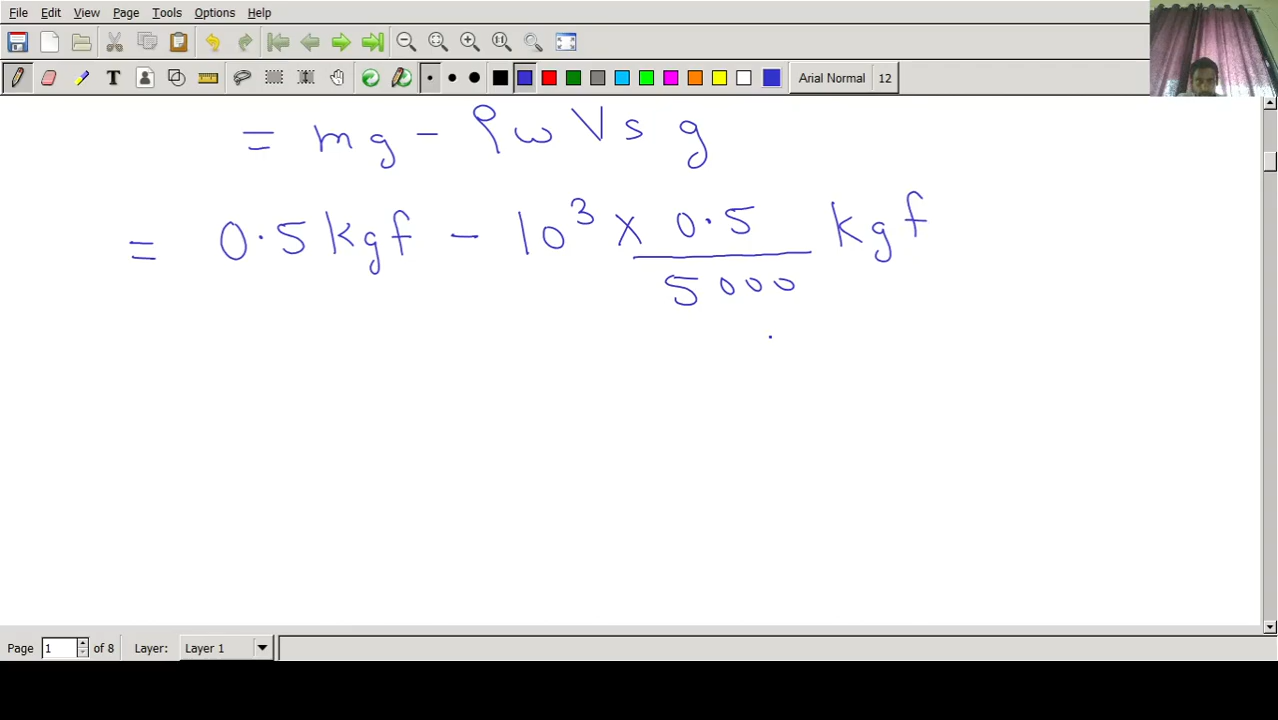 File Edit View Page Tools Options Help
T Arial Normal 12
= mg - ρω Vs g
= 0.5 kgf - 10³ x 0.5 / 5000 kgf
Page 1 of 8 Layer: Layer 1